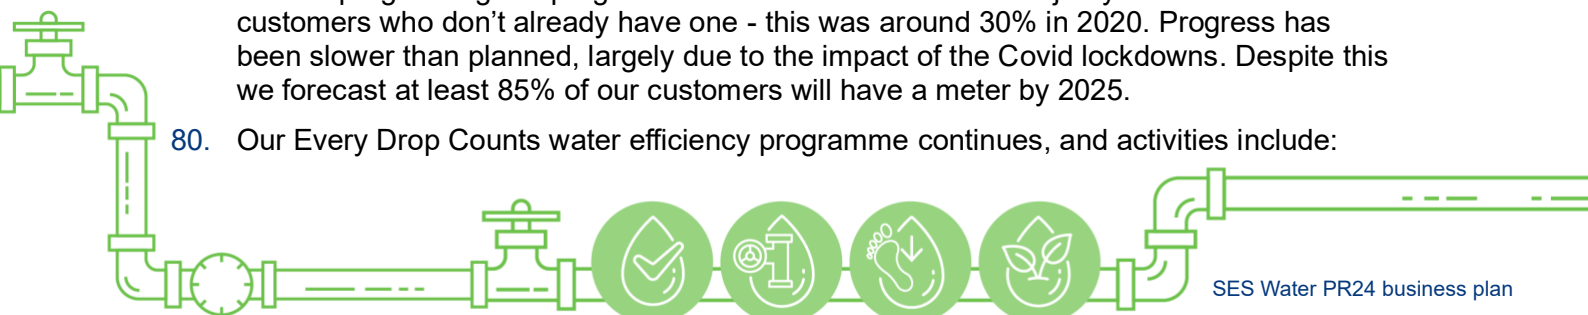 customers who don't already have one - this was around 30% in 2020. Progress has
been slower than planned, largely due to the impact of the Covid lockdowns. Despite this
we forecast at least 85% of our customers will have a meter by 2025.
80. Our Every Drop Counts water efficiency programme continues, and activities include:
SES Water PR24 business plan